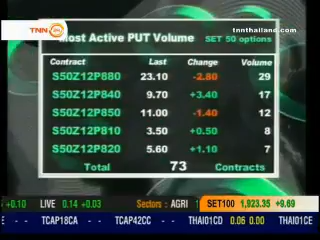 TNN
www.tnnthailand.com
Most Active PUT Volume SET 50 options
Contract Last Change Volume
S50Z12P880 23.10 -2.80 29
S50Z12P840 9.70 +3.40 17
S50Z12P850 11.00 -1.40 12
S50Z12P810 3.50 +0.50 8
S50Z12P820 5.60 +1.10 7
Total 73 Contracts
+0.10 LIVE 0.14 +0.03 Sectors : AGRI SET100 1,923.35 +9.69
ES --/-- TCAP18CA --/-- TCAP42CC --/-- THAI01CD 0.06 0.00 THAI01CE